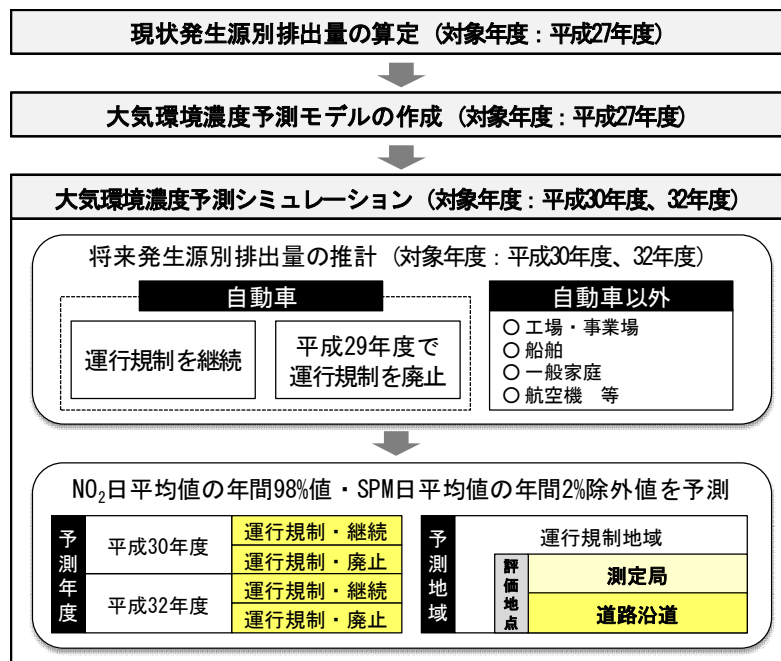 現状発生源別排出量の算定（対象年度：平成27年度）
大気環境濃度予測モデルの作成（対象年度：平成27年度）
大気環境濃度予測シミュレーション（対象年度：平成30年度、32年度）
将来発生源別排出量の推計（対象年度：平成30年度、32年度）
自動車
運行規制を継続
平成29年度で
運行規制を廃止
自動車以外
○工場・事業場
○船舶
○一般家庭
○航空機　等
NO₂日平均値の年間98%値・SPM日平均値の年間2%除外値を予測
予測年度
平成30年度
運行規制・継続
運行規制・廃止
平成32年度
運行規制・継続
運行規制・廃止
予測地域
運行規制地域
評価地点
測定局
道路沿道